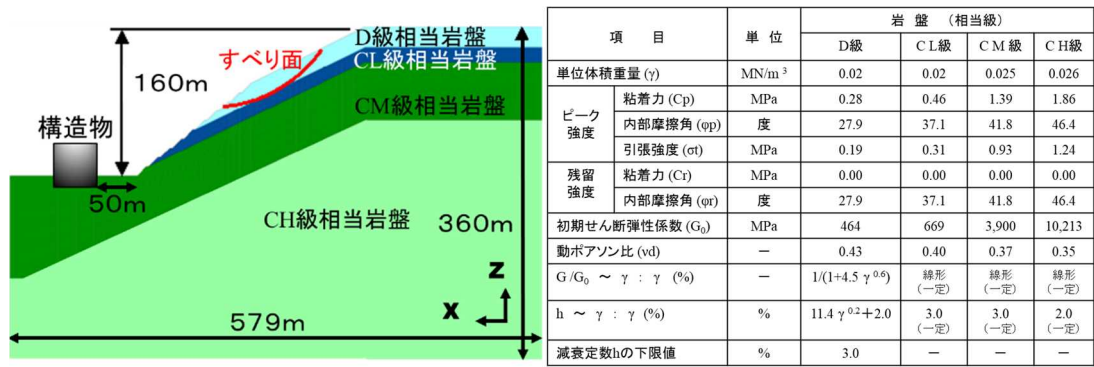 D級相当岩盤
すべり面
CL級相当岩盤
160m
CM級相当岩盤
構造物
50m
CH級相当岩盤
360m
z
x
579m
項 目 単 位 岩 盤 (相当級)
D級 CL級 CM級 CH級
単位体積重量(γ) MN/m ³ 0.02 0.02 0.025 0.026
ピーク強度 粘着力(Cp) MPa 0.28 0.46 1.39 1.86
内部摩擦角(φp) 度 27.9 37.1 41.8 46.4
引張強度(σt) MPa 0.19 0.31 0.93 1.24
残留強度 粘着力(Cr) MPa 0.00 0.00 0.00 0.00
内部摩擦角(φr) 度 27.9 37.1 41.8 46.4
初期せん断弾性係数(G₀) MPa 464 669 3,900 10,213
動ポアソン比(νd) － 0.43 0.40 0.37 0.35
G/G₀ ～ γ : γ (%) － 1/(1+4.5 γ⁰·⁶) 線形(一定) 線形(一定) 線形(一定)
h ～ γ : γ (%) % 11.4 γ⁰·²＋2.0 3.0(一定) 3.0(一定) 2.0(一定)
減衰定数hの下限値 % 3.0 － － －